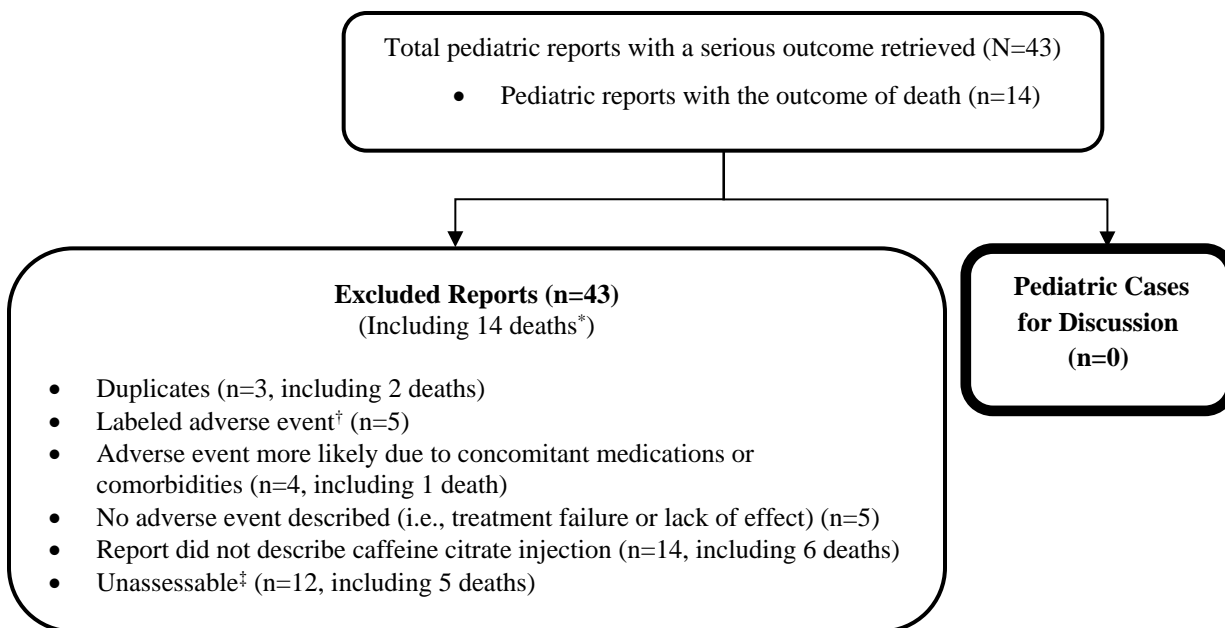 Total pediatric reports with a serious outcome retrieved (N=43)
• Pediatric reports with the outcome of death (n=14)
Excluded Reports (n=43)
(Including 14 deaths*)
• Duplicates (n=3, including 2 deaths)
• Labeled adverse event† (n=5)
• Adverse event more likely due to concomitant medications or
comorbidities (n=4, including 1 death)
• No adverse event described (i.e., treatment failure or lack of effect) (n=5)
• Report did not describe caffeine citrate injection (n=14, including 6 deaths)
• Unassessable‡ (n=12, including 5 deaths)
Pediatric Cases
for Discussion
(n=0)